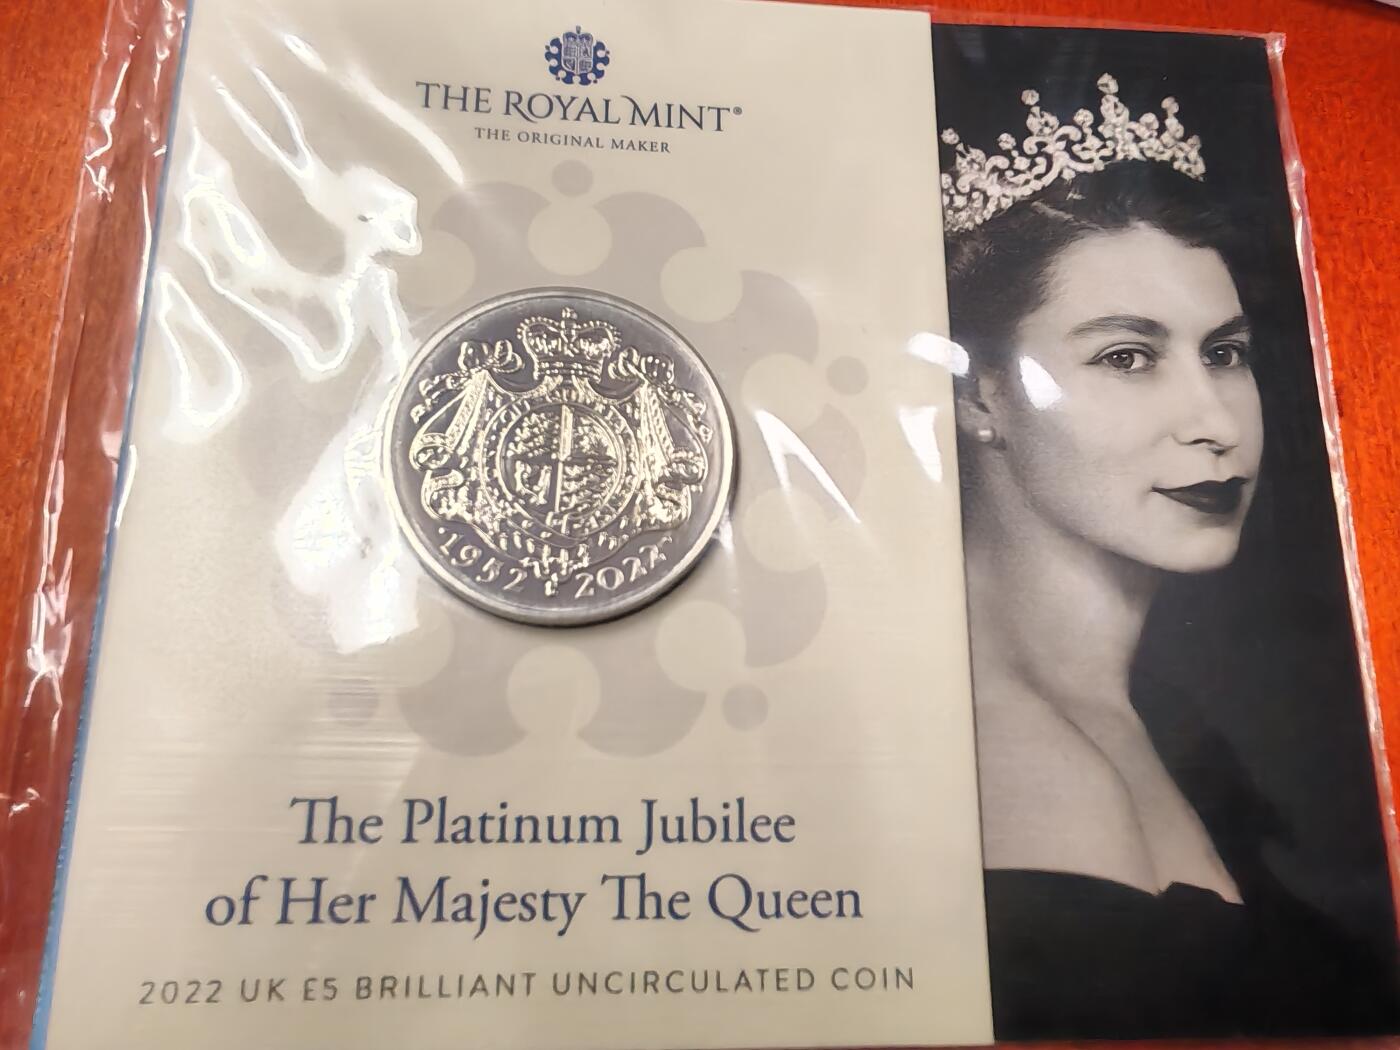 THE ROYAL MINT®
THE ORIGINAL MAKER
1952 2022
The Platinum Jubilee
of Her Majesty The Queen
2022 UK £5 BRILLIANT UNCIRCULATED COIN